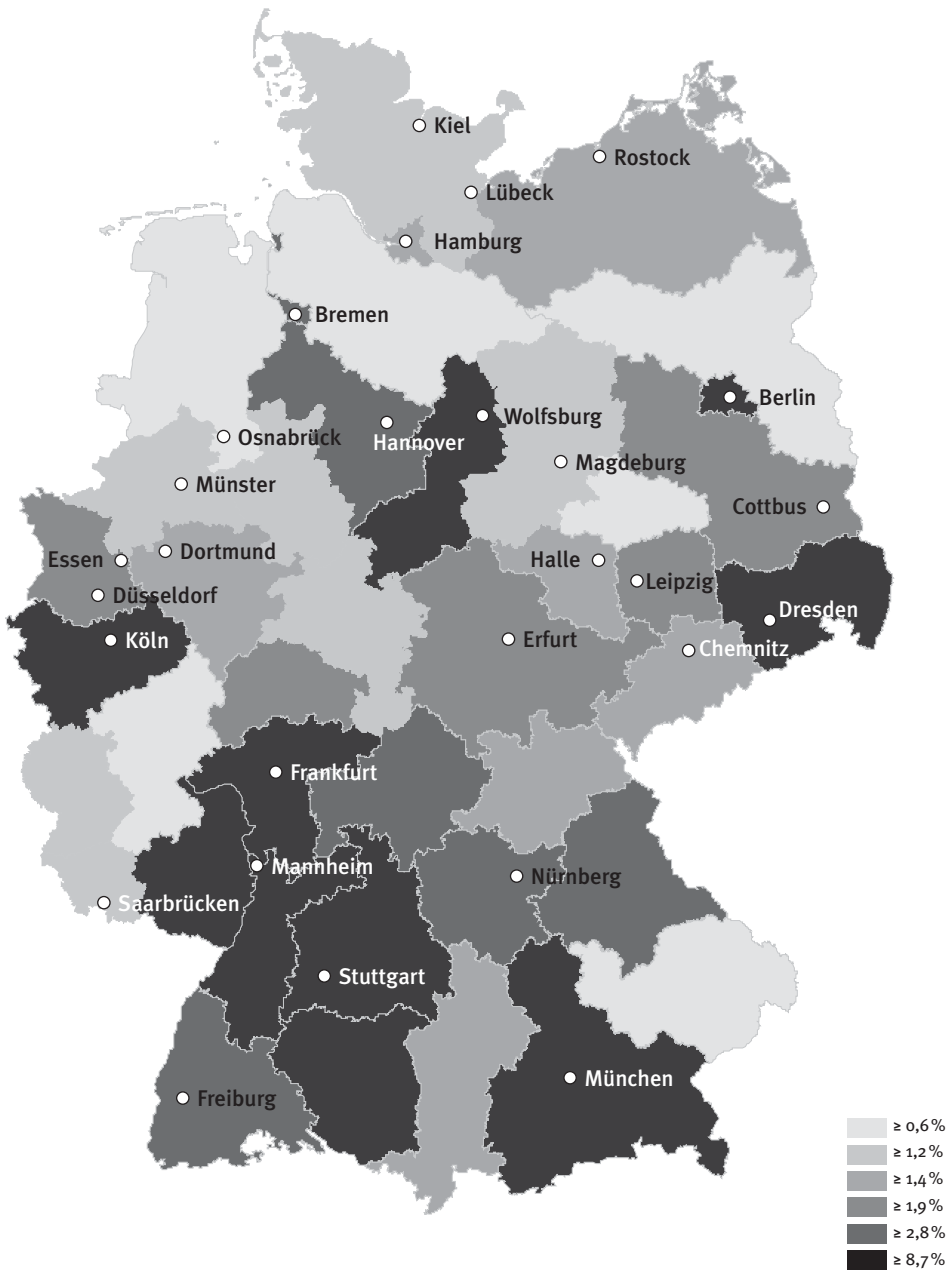 Kiel
Rostock
Lübeck
Hamburg
Bremen
Berlin
Wolfsburg
Osnabrück
Hannover
Magdeburg
Münster
Cottbus
Dortmund
Essen
Halle
Leipzig
Düsseldorf
Dresden
Köln
Erfurt
Chemnitz
Frankfurt
Mannheim
Nürnberg
Saarbrücken
Stuttgart
München
Freiburg
≥ 0,6 %
≥ 1,2 %
≥ 1,4 %
≥ 1,9 %
≥ 2,8 %
≥ 8,7 %